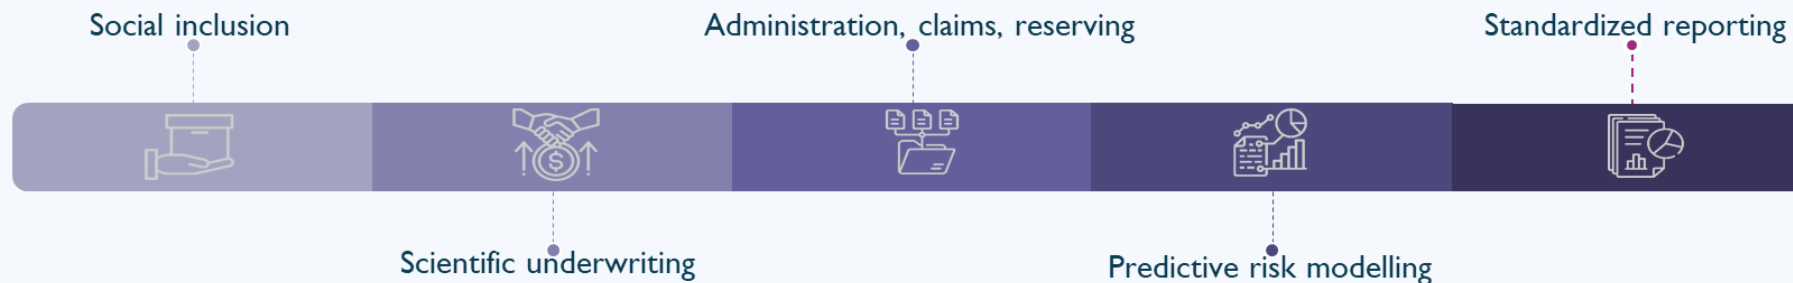 Social inclusion
Administration, claims, reserving
Standardized reporting
$
Scientific underwriting
Predictive risk modelling